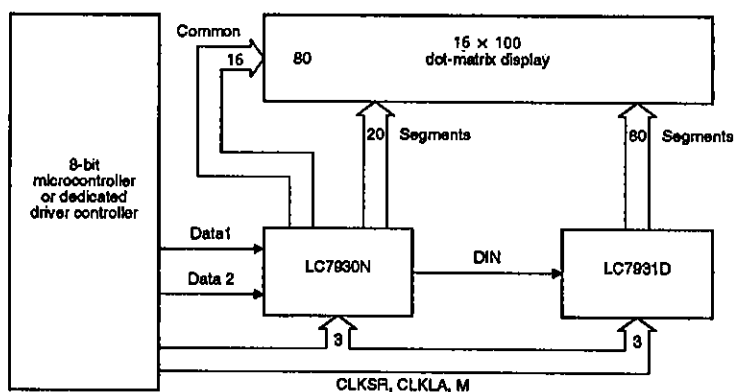 Common
16
80
16 × 100
dot-matrix display
20
Segments
80
Segments
8-bit
microcontroller
or dedicated
driver controller
Data1
Data 2
LC7930N
DIN
LC7931D
3
3
CLKSR, CLKLA, M